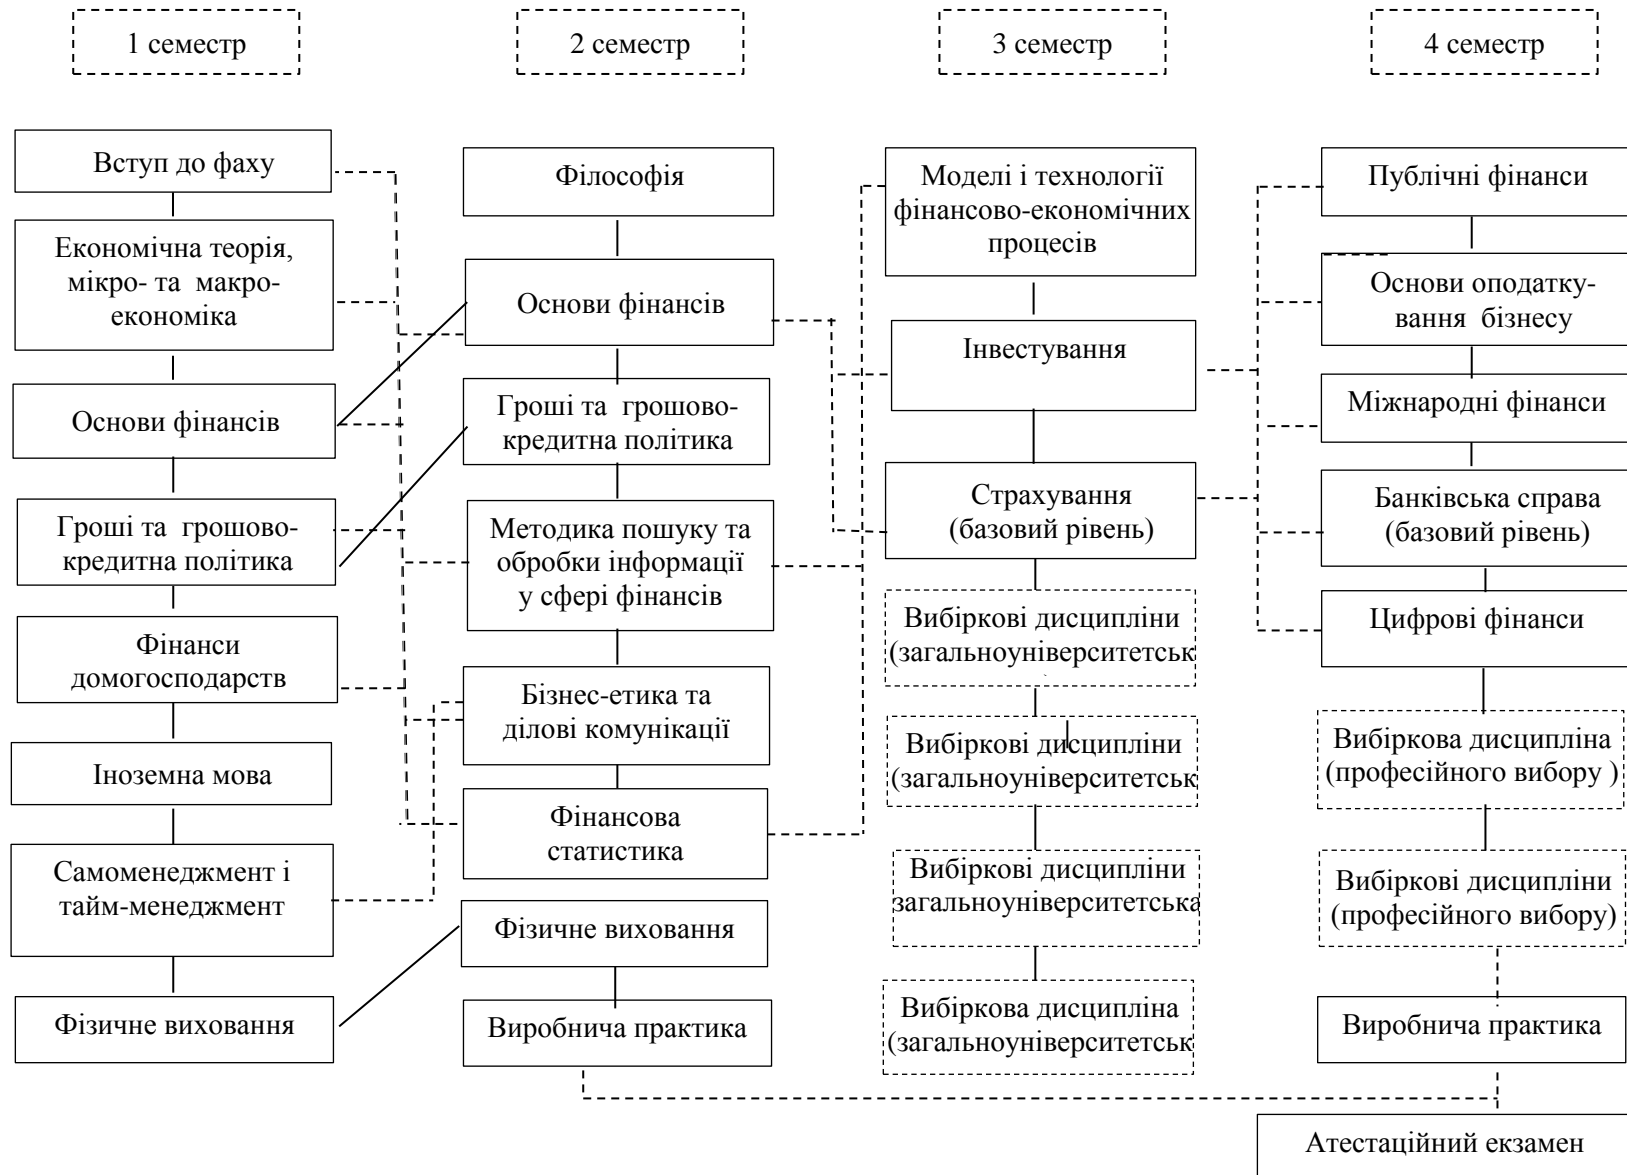 1 семестр
2 семестр
3 семестр
4 семестр
Вступ до фаху
Економічна теорія,
мікро- та макро-
економіка
Основи фінансів
Гроші та грошово-
кредитна політика
Фінанси
домогосподарств
Іноземна мова
Самоменеджмент і
тайм-менеджмент
Фізичне виховання
Філософія
Основи фінансів
Гроші та грошово-
кредитна політика
Методика пошуку та
обробки інформації
у сфері фінансів
Бізнес-етика та
ділові комунікації
Фінансова
статистика
Фізичне виховання
Виробнича практика
Моделі і технології
фінансово-економічних
процесів
Інвестування
Страхування
(базовий рівень)
Вибіркові дисципліни
(загальноуніверситетськ
Вибіркові дисципліни
(загальноуніверситетськ
Вибіркові дисципліни
загальноуніверситетська
Вибіркова дисципліна
(загальноуніверситетськ
Публічні фінанси
Основи оподатку-
вання бізнесу
Міжнародні фінанси
Банківська справа
(базовий рівень)
Цифрові фінанси
Вибіркова дисципліна
(професійного вибору )
Вибіркові дисципліни
(професійного вибору)
Виробнича практика
Атестаційний екзамен